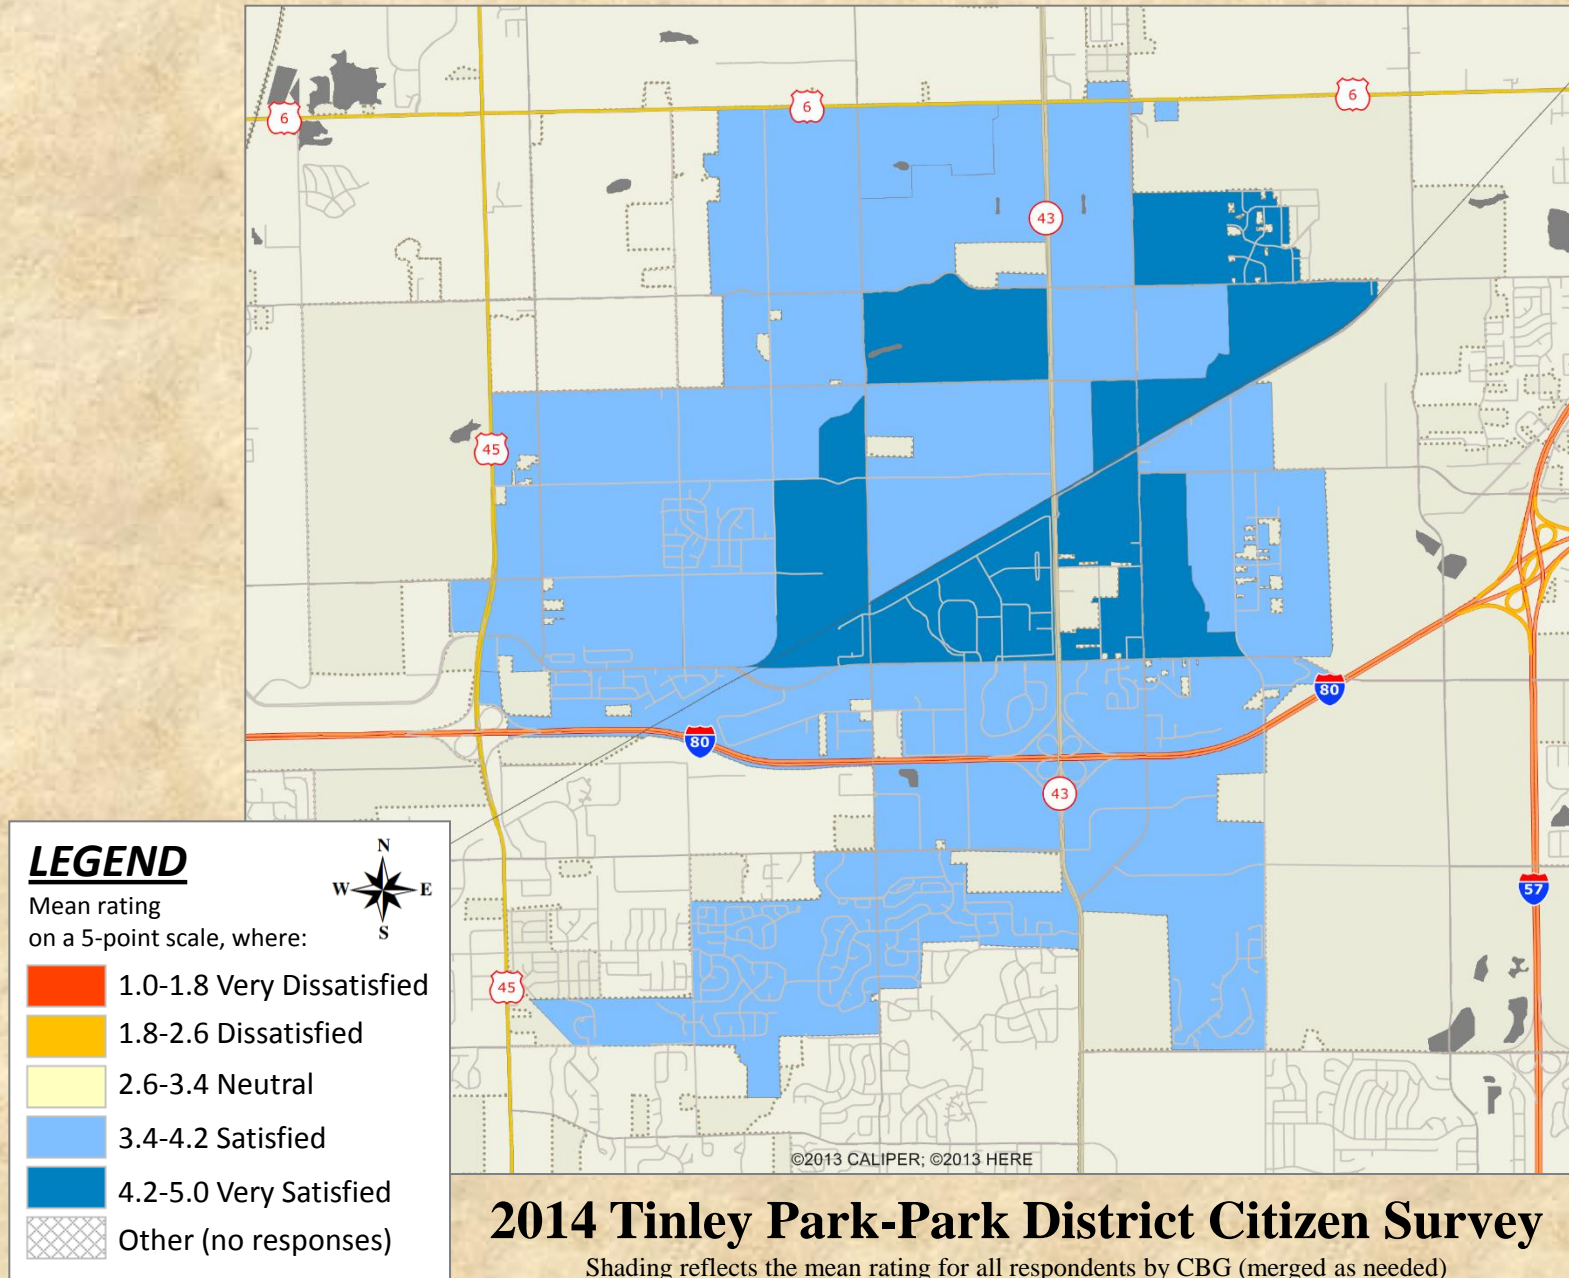 6
6
6
43
45
80
80
43
57
45
©2013 CALIPER; ©2013 HERE
LEGEND
N
W
E
S
Mean rating
on a 5-point scale, where:
1.0-1.8 Very Dissatisfied
1.8-2.6 Dissatisfied
2.6-3.4 Neutral
3.4-4.2 Satisfied
4.2-5.0 Very Satisfied
Other (no responses)
2014 Tinley Park-Park District Citizen Survey
Shading reflects the mean rating for all respondents by CBG (merged as needed)